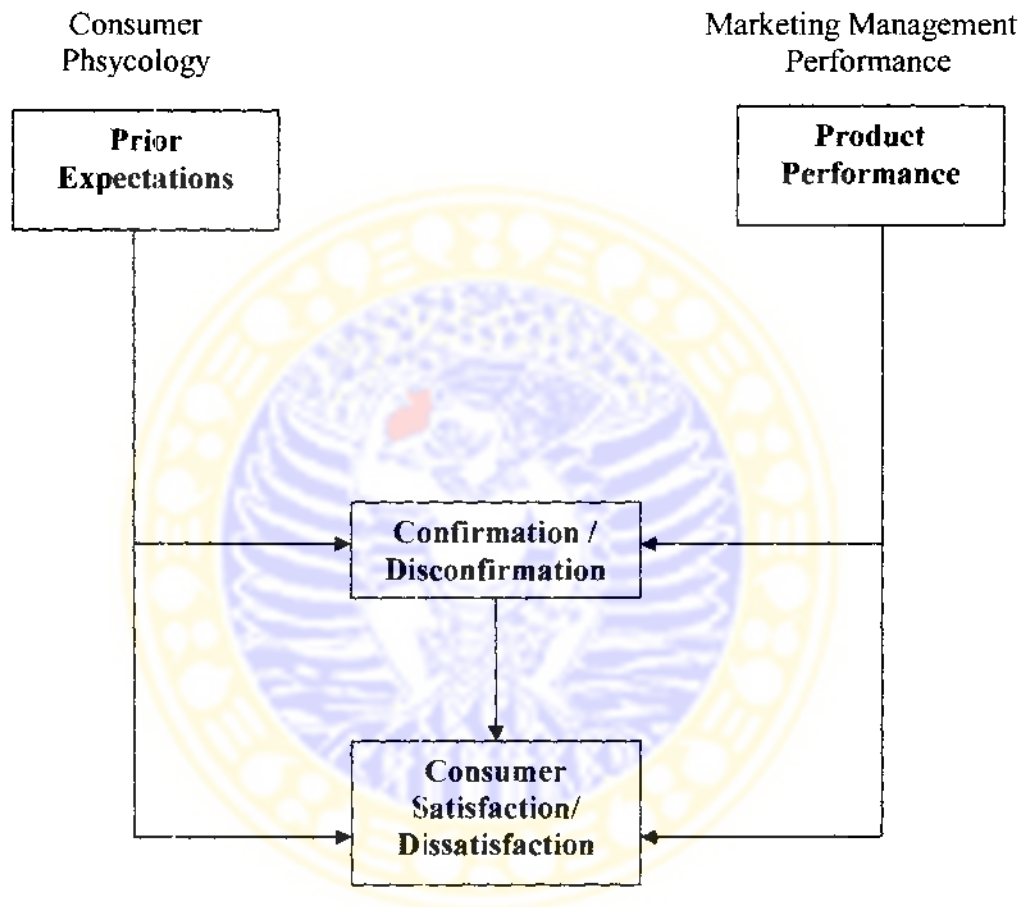 Consumer
Phsycology
Marketing Management
Performance
Prior
Expectations
Product
Performance
Confirmation /
Disconfirmation
Consumer
Satisfaction/
Dissatisfaction